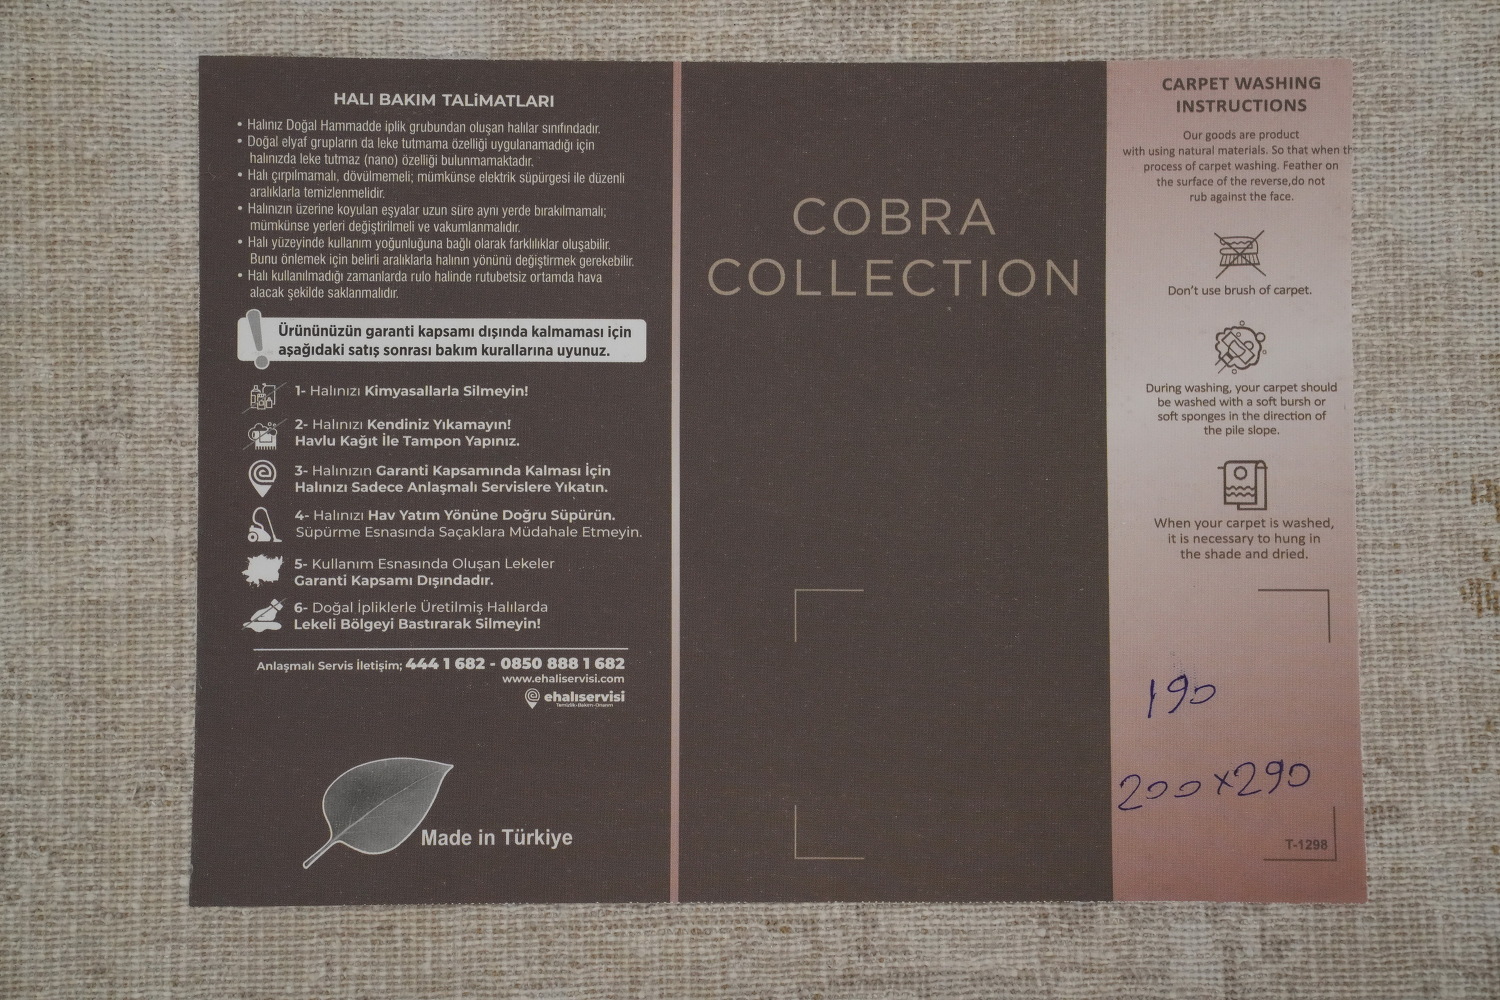 HALI BAKIM TALiMATLARI
• Halınız Doğal Hammadde iplik grubundan oluşan halılar sınıfındadır.
• Doğal elyaf grupların da leke tutmama özelliği uygulanamadığı için
halınızda leke tutmaz (nano) özelliği bulunmamaktadır.
• Halı çırpılmamalı, dövülmemeli; mümkünse elektrik süpürgesi ile düzenli
aralıklarla temizlenmelidir.
• Halınızın üzerine koyulan eşyalar uzun süre aynı yerde bırakılmamalı;
mümkünse yerleri değiştirilmeli ve vakumlanmalıdır.
• Halı yüzeyinde kullanım yoğunluğuna bağlı olarak farklılıklar oluşabilir.
Bunu önlemek için belirli aralıklarla halının yönünü değiştirmek gerekebilir.
• Halı kullanılmadığı zamanlarda rulo halinde rutubetsiz ortamda hava
alacak şekilde saklanmalıdır.
Ürününüzün garanti kapsamı dışında kalmaması için
aşağıdaki satış sonrası bakım kurallarına uyunuz.
1- Halınızı Kimyasallarla Silmeyin!
2- Halınızı Kendiniz Yıkamayın!
Havlu Kağıt İle Tampon Yapınız.
3- Halınızın Garanti Kapsamında Kalması İçin
Halınızı Sadece Anlaşmalı Servislere Yıkatın.
4- Halınızı Hav Yatım Yönüne Doğru Süpürün.
Süpürme Esnasında Saçaklara Müdahale Etmeyin.
5- Kullanım Esnasında Oluşan Lekeler
Garanti Kapsamı Dışındadır.
6- Doğal İpliklerle Üretilmiş Halılarda
Lekeli Bölgeyi Bastırarak Silmeyin!
Anlaşmalı Servis İletişim; 444 1 682 - 0850 888 1 682
www.ehaliservisi.com
ehalıservisi
Temizlik-Bakım-Onarım
Made in Türkiye
COBRA
COLLECTION
CARPET WASHING
INSTRUCTIONS
Our goods are product
with using natural materials. So that when th
process of carpet washing. Feather on
the surface of the reverse,do not
rub against the face.
Don't use brush of carpet.
During washing, your carpet should
be washed with a soft bursh or
soft sponges in the direction of
the pile slope.
When your carpet is washed,
it is necessary to hung in
the shade and dried.
190
200x290
T-1298